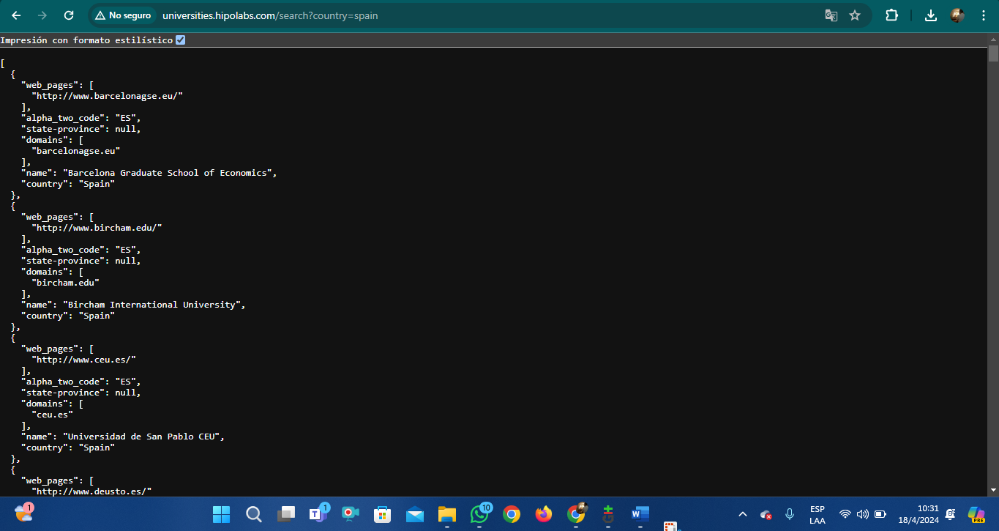 No seguro
universities.hipolabs.com/search?country=spain
Impresión con formato estilístico
[
  {
    "web_pages": [
      "http://www.barcelonagse.eu/"
    ],
    "alpha_two_code": "ES",
    "state-province": null,
    "domains": [
      "barcelonagse.eu"
    ],
    "name": "Barcelona Graduate School of Economics",
    "country": "Spain"
  },
  {
    "web_pages": [
      "http://www.bircham.edu/"
    ],
    "alpha_two_code": "ES",
    "state-province": null,
    "domains": [
      "bircham.edu"
    ],
    "name": "Bircham International University",
    "country": "Spain"
  },
  {
    "web_pages": [
      "http://www.ceu.es/"
    ],
    "alpha_two_code": "ES",
    "state-province": null,
    "domains": [
      "ceu.es"
    ],
    "name": "Universidad de San Pablo CEU",
    "country": "Spain"
  },
  {
    "web_pages": [
      "http://www.deusto.es/"
1
1
10
ESP
LAA
10:31
18/4/2024
PRE